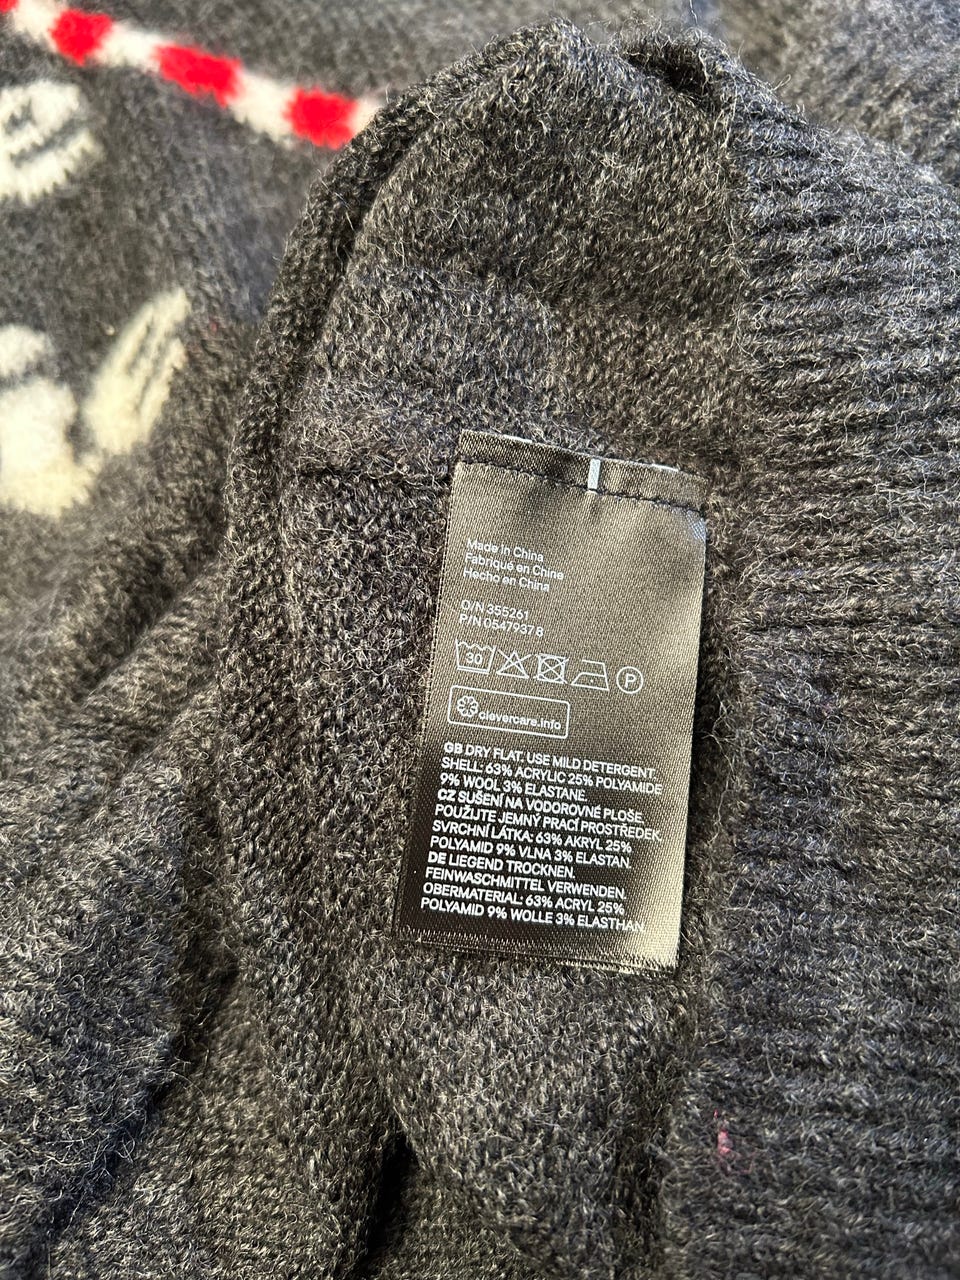 Made in China
Fabriqué en Chine
Hecho en China
O/N 355261
P/N 0547937 8
30 P
clevercare.info
GB DRY FLAT. USE MILD DETERGENT.
SHELL: 63% ACRYLIC 25% POLYAMIDE
9% WOOL 3% ELASTANE.
CZ SUŠENÍ NA VODOROVNÉ PLOŠE.
POUŽIJTE JEMNÝ PRACÍ PROSTŘEDEK.
SVRCHNÍ LÁTKA: 63% AKRYL 25%
POLYAMID 9% VLNA 3% ELASTAN.
DE LIEGEND TROCKNEN.
FEINWASCHMITTEL VERWENDEN.
OBERMATERIAL: 63% ACRYL 25%
POLYAMID 9% WOLLE 3% ELASTHAN.